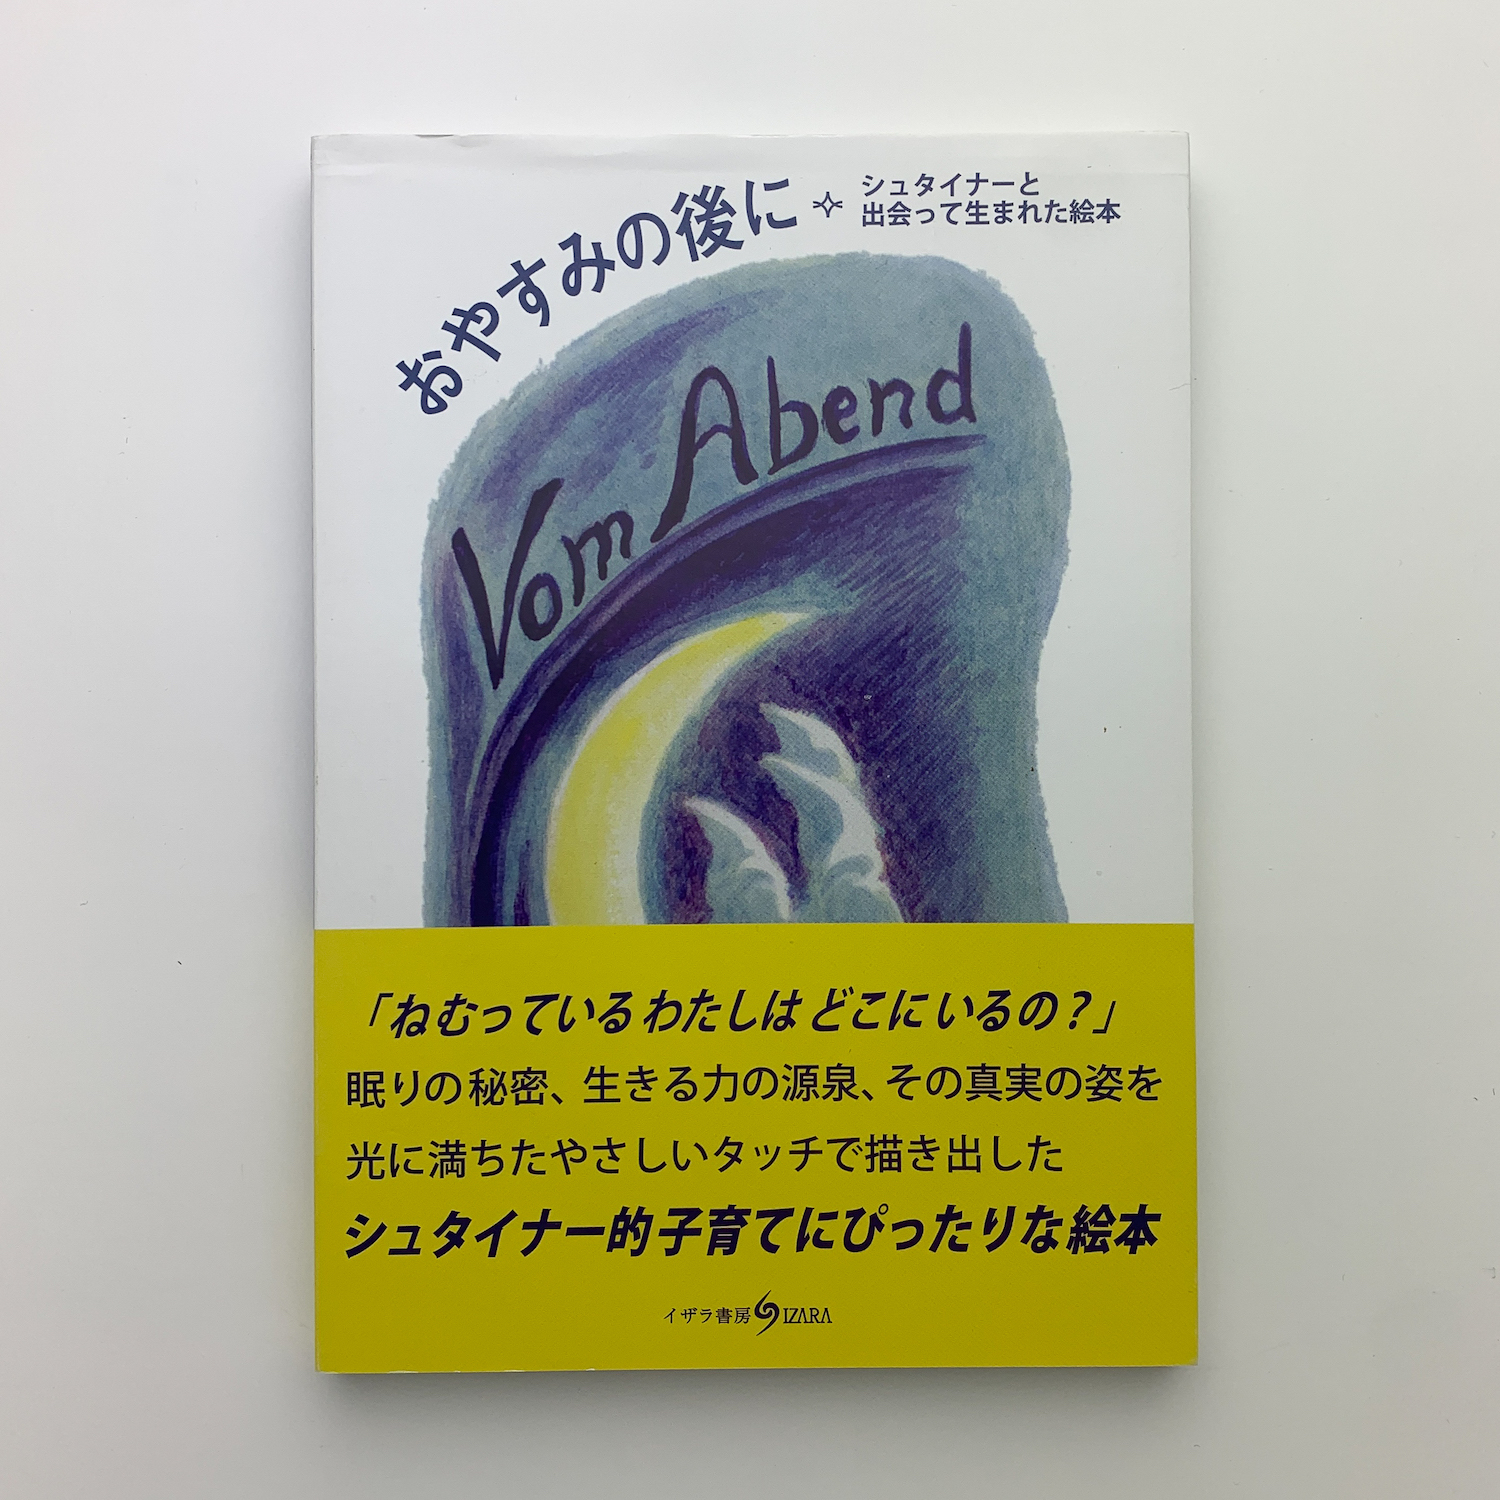 おやすみの後に
シュタイナーと
出会って生まれた絵本
Vom Abend
「ねむっているわたしは どこにいるの?」
眠りの秘密、生きる力の源泉、その真実の姿を
光に満ちたやさしいタッチで描き出した
シュタイナー的子育てにぴったりな絵本
イザラ書房 IZARA